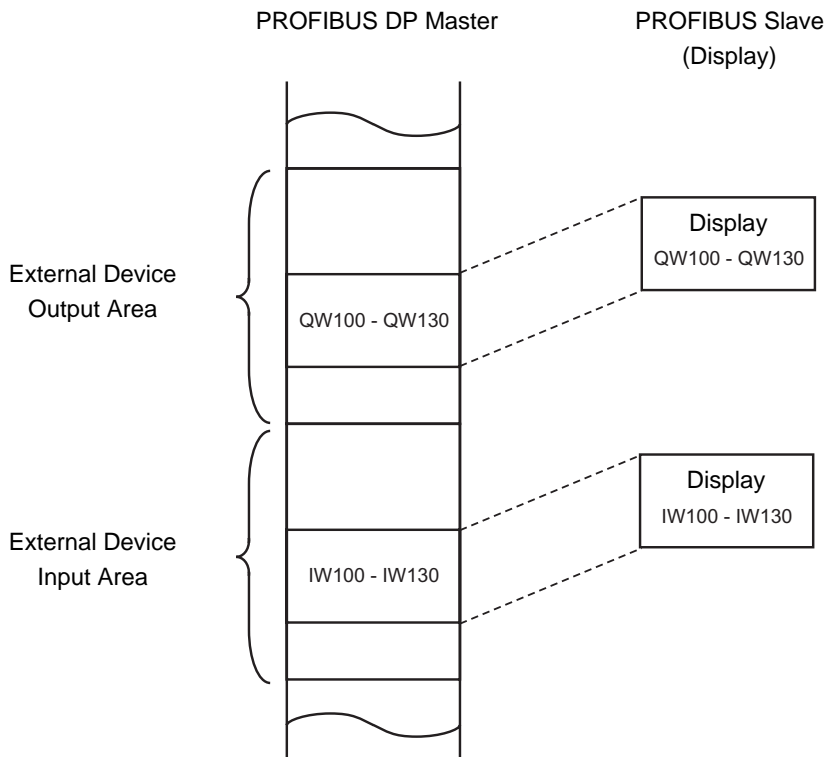 PROFIBUS DP Master
PROFIBUS Slave
(Display)
External Device
Output Area
QW100 - QW130
Display
QW100 - QW130
External Device
Input Area
IW100 - IW130
Display
IW100 - IW130